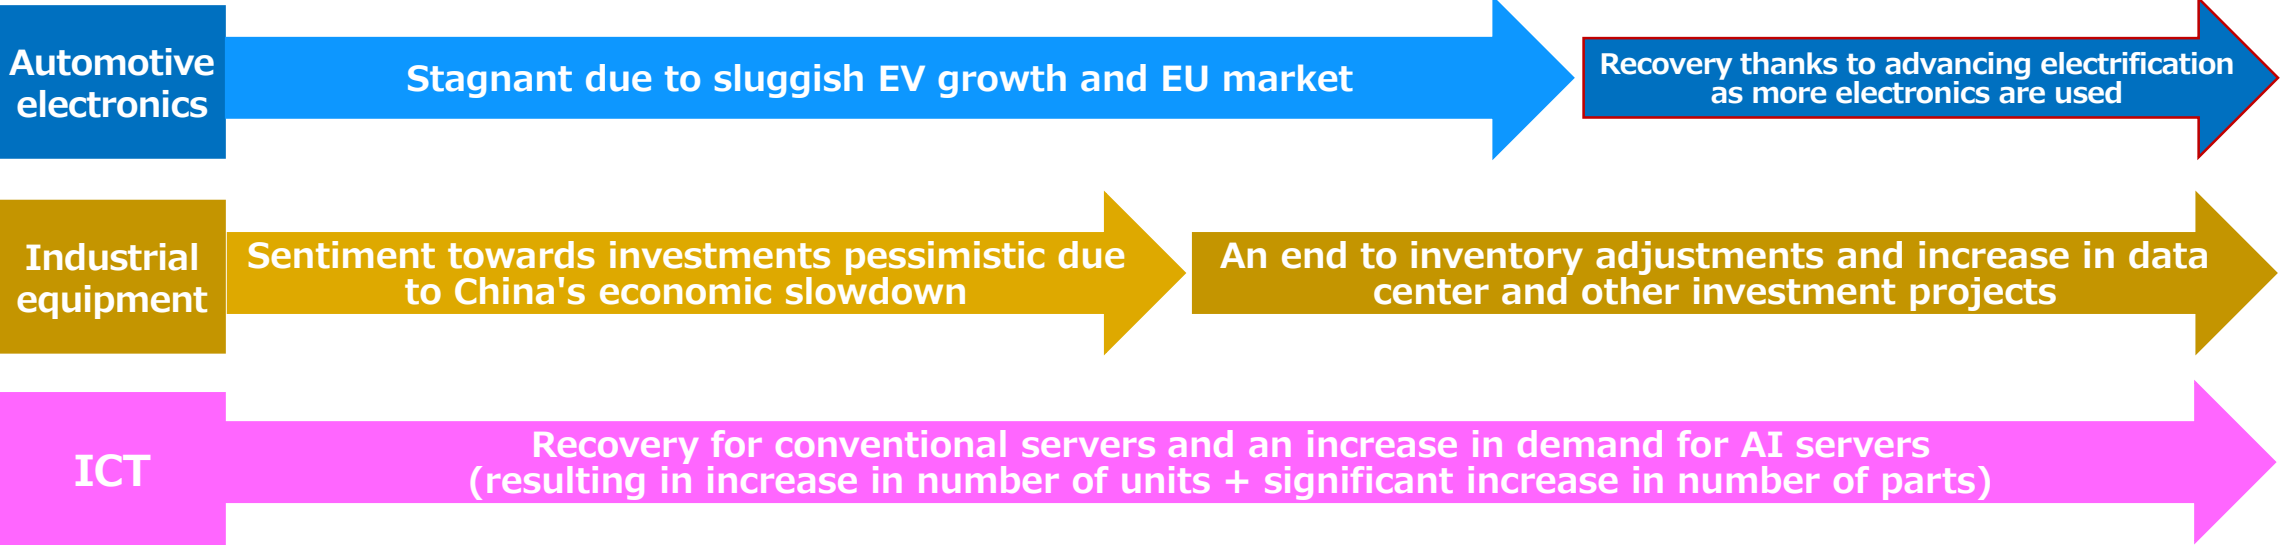 Automotive
electronics
Stagnant due to sluggish EV growth and EU market
Recovery thanks to advancing electrification
as more electronics are used
Industrial
equipment
Sentiment towards investments pessimistic due
to China's economic slowdown
An end to inventory adjustments and increase in data
center and other investment projects
ICT
Recovery for conventional servers and an increase in demand for AI servers
(resulting in increase in number of units + significant increase in number of parts)